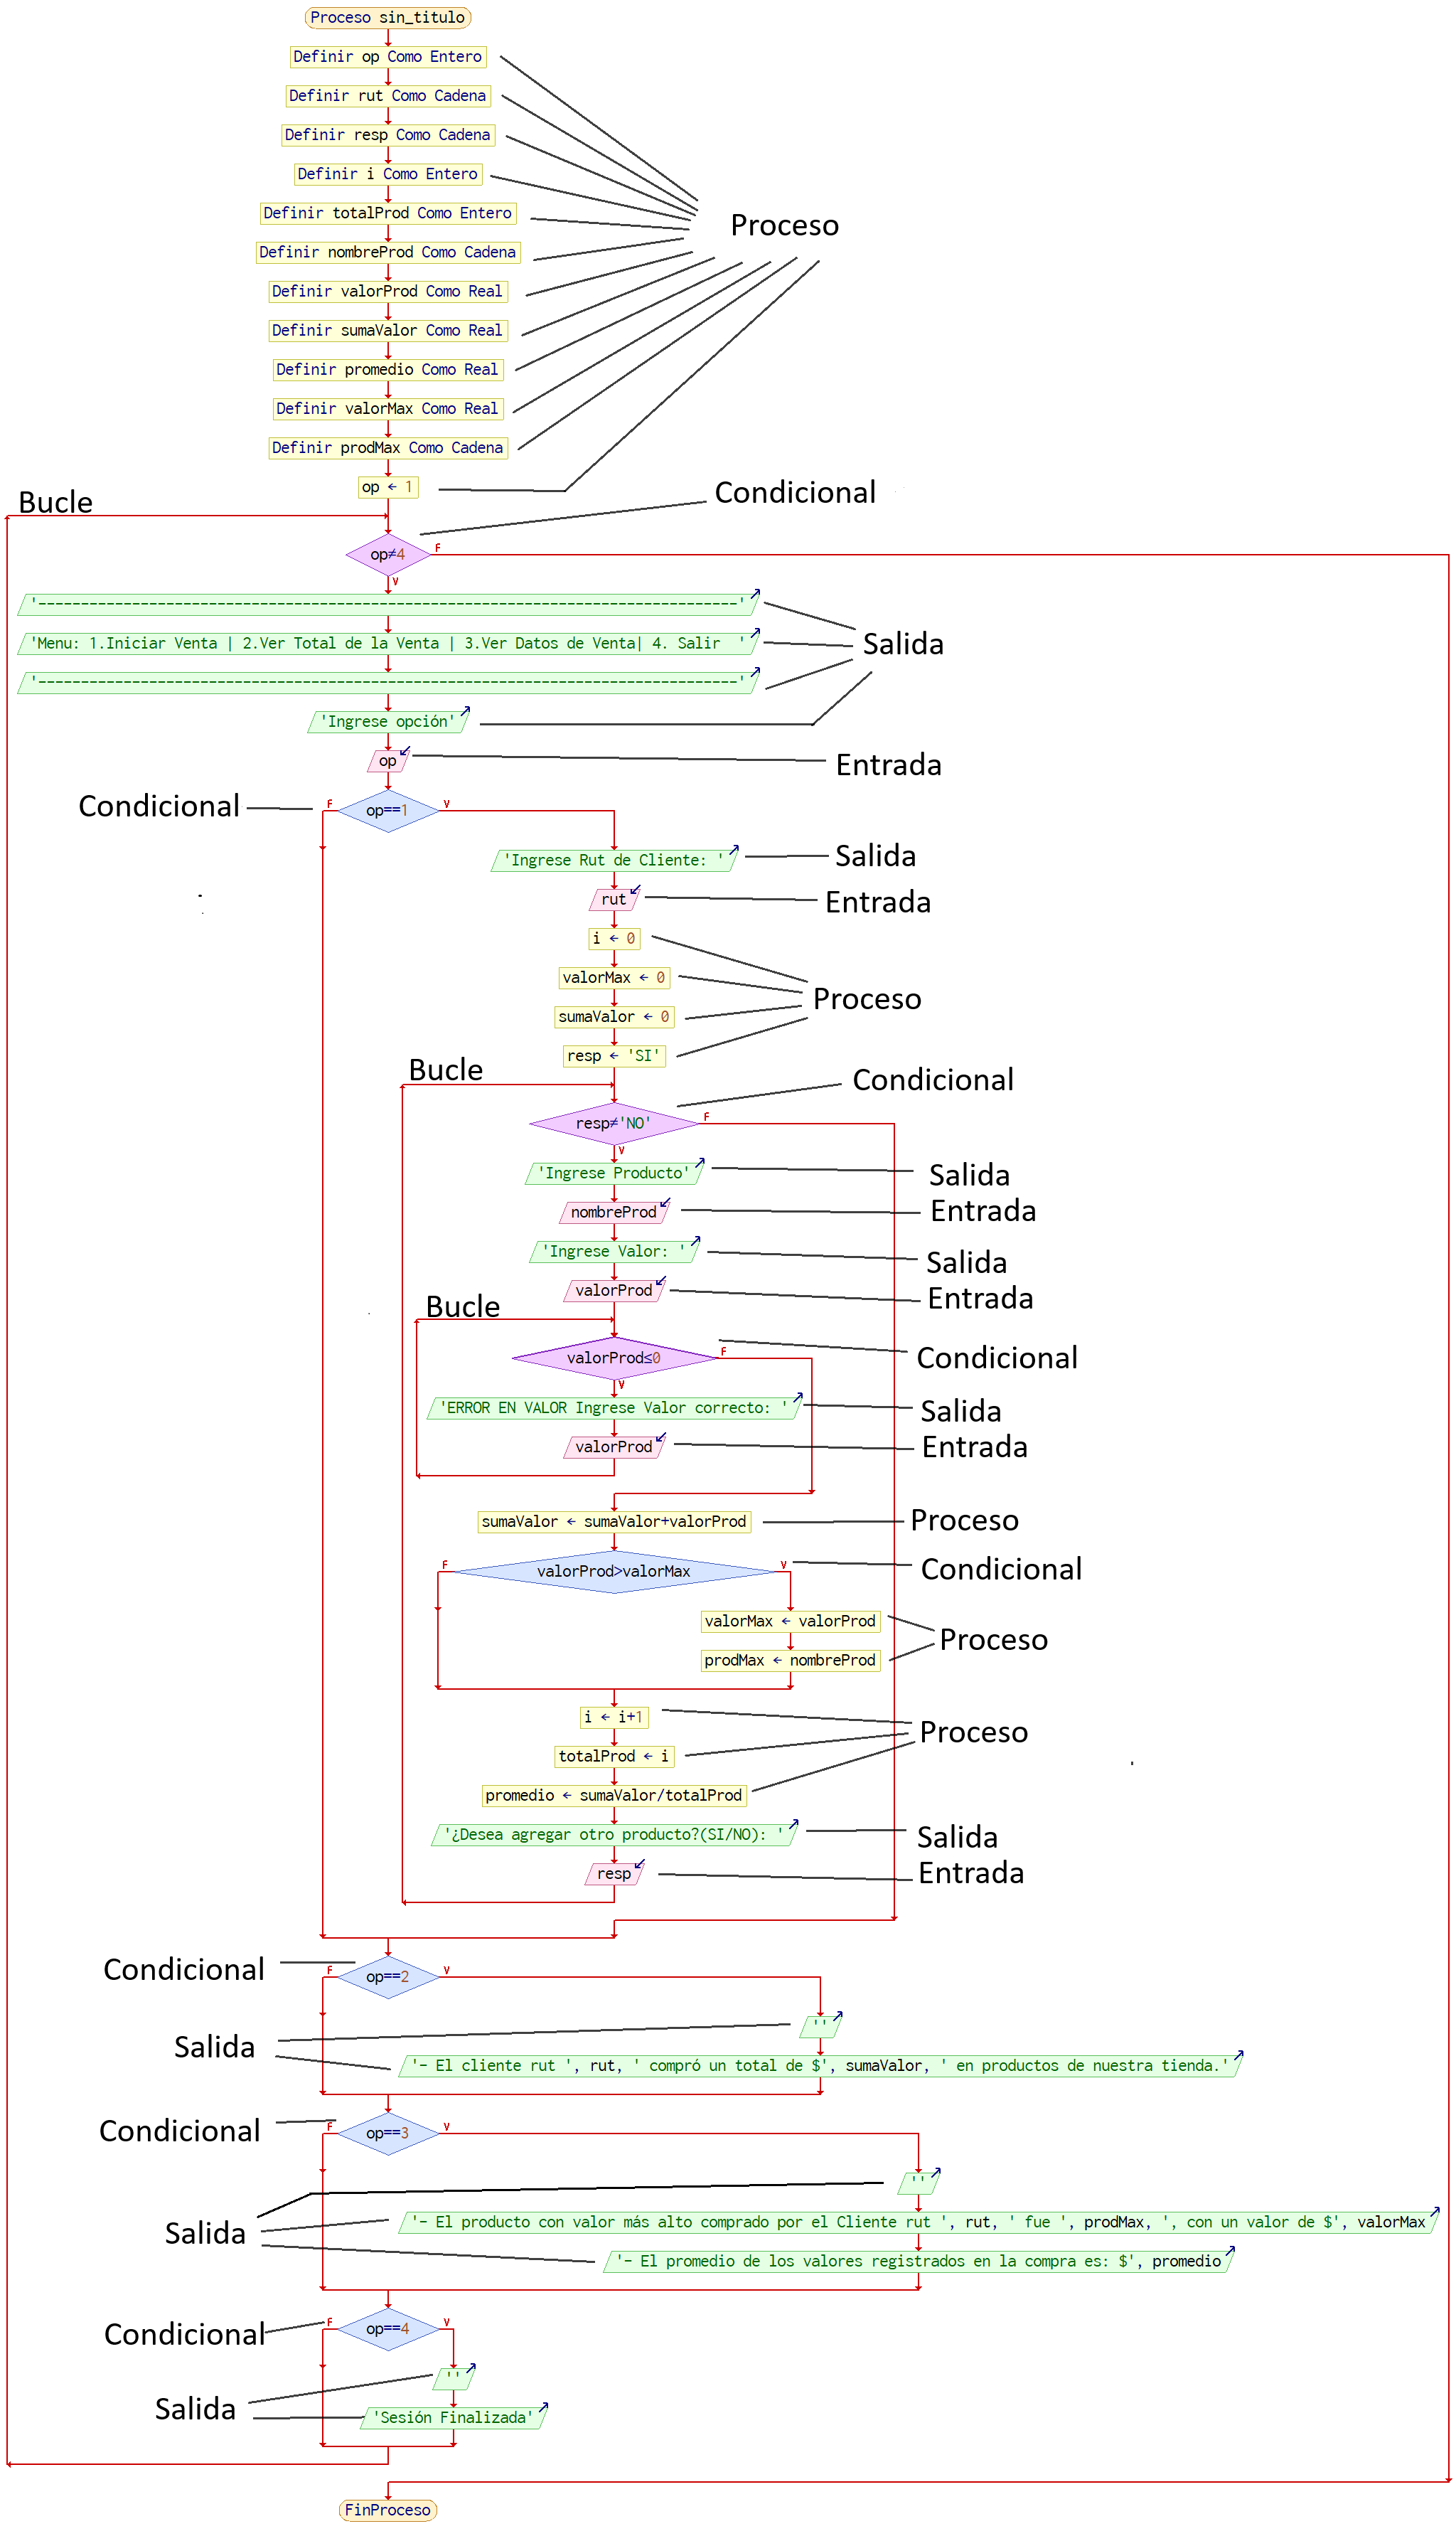 Proceso sin_titulo
Definir op Como Entero
Definir rut Como Cadena
Definir resp Como Cadena
Definir i Como Entero
Definir totalProd Como Entero
Proceso
Definir nombreProd Como Cadena
Definir valorProd Como Real
Definir sumaValor Como Real
Definir promedio Como Real
Definir valorMax Como Real
Definir prodMax Como Cadena
op ← 1
Condicional
Bucle
op≠4
F
V
'----------------------------------------------------------------------------------'
'Menu: 1.Iniciar Venta | 2.Ver Total de la Venta | 3.Ver Datos de Venta| 4. Salir  '
Salida
'----------------------------------------------------------------------------------'
'Ingrese opción'
op
Entrada
Condicional
F
op==1
V
'Ingrese Rut de Cliente: '
Salida
rut
Entrada
i ← 0
valorMax ← 0
Proceso
sumaValor ← 0
resp ← 'SI'
Bucle
Condicional
resp≠'NO'
F
V
'Ingrese Producto'
Salida
nombreProd
Entrada
'Ingrese Valor: '
Salida
valorProd
Entrada
Bucle
valorProd≤0
F
Condicional
V
'ERROR EN VALOR Ingrese Valor correcto: '
Salida
valorProd
Entrada
sumaValor ← sumaValor+valorProd
Proceso
F
valorProd>valorMax
V
Condicional
valorMax ← valorProd
Proceso
prodMax ← nombreProd
i ← i+1
Proceso
totalProd ← i
promedio ← sumaValor/totalProd
'¿Desea agregar otro producto?(SI/NO): '
Salida
resp
Entrada
Condicional
F
op==2
V
''
Salida
'- El cliente rut ', rut, ' compró un total de $', sumaValor, ' en productos de nuestra tienda.'
Condicional
F
op==3
V
''
'- El producto con valor más alto comprado por el Cliente rut ', rut, ' fue ', prodMax, ', con un valor de $', valorMax
Salida
'- El promedio de los valores registrados en la compra es: $', promedio
Condicional
F
op==4
V
''
Salida
'Sesión Finalizada'
FinProceso